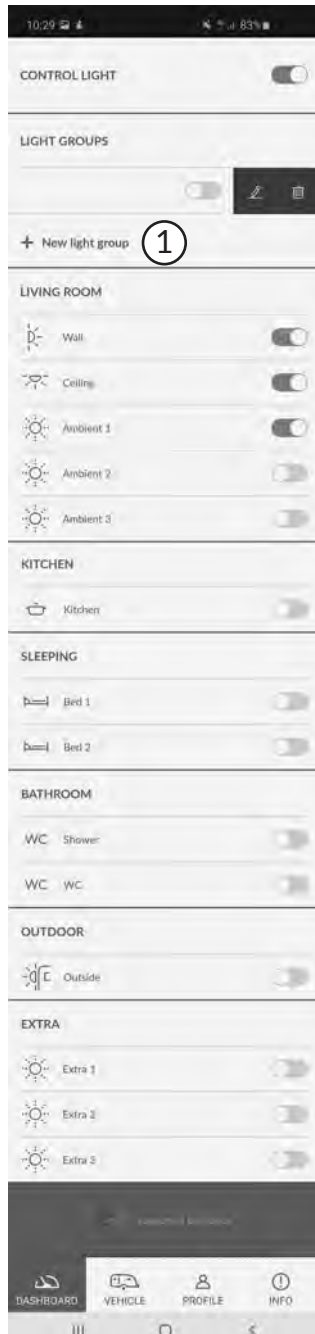 10:29 83%
CONTROL LIGHT
LIGHT GROUPS
+ New light group 1
LIVING ROOM
Wall
Ceiling
Ambient 1
Ambient 2
Ambient 3
KITCHEN
Kitchen
SLEEPING
Bed 1
Bed 2
BATHROOM
WC Shower
WC WC
OUTDOOR
Outside
EXTRA
Extra 1
Extra 2
Extra 3
DASHBOARD VEHICLE PROFILE INFO